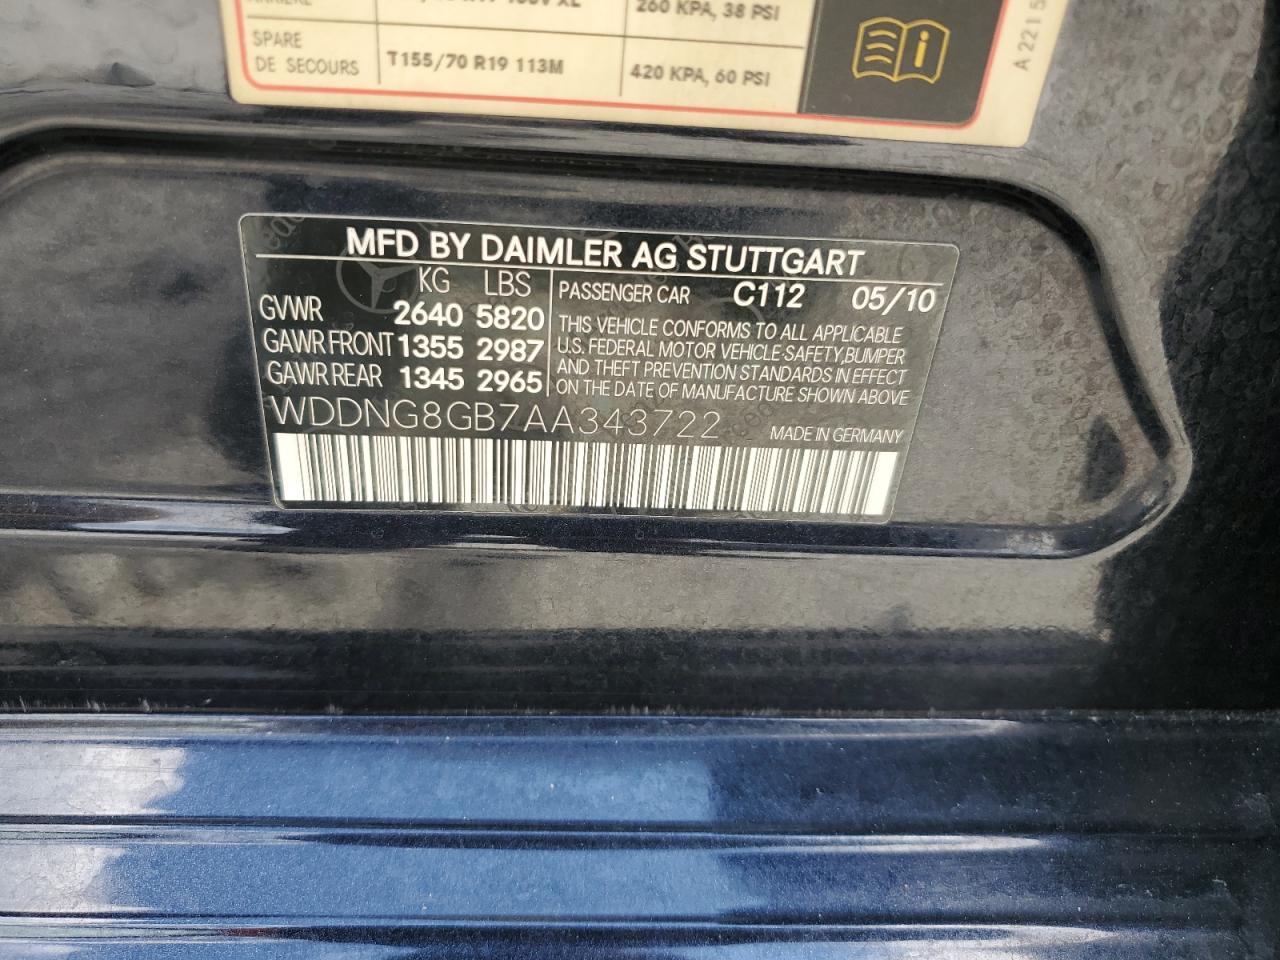 260 KPA, 38 PSI
SPARE
DE SECOURS
T155/70 R19 113M
420 KPA, 60 PSI
MFD BY DAIMLER AG STUTTGART
KG LBS
GVWR 2640 5820
GAWR FRONT 1355 2987
GAWR REAR 1345 2965
PASSENGER CAR C112 05/10
THIS VEHICLE CONFORMS TO ALL APPLICABLE
U.S. FEDERAL MOTOR VEHICLE-SAFETY,BUMPER
AND THEFT PREVENTION STANDARDS IN EFFECT
ON THE DATE OF MANUFACTURE SHOWN ABOVE
WDDNG8GB7AA343722
MADE IN GERMANY